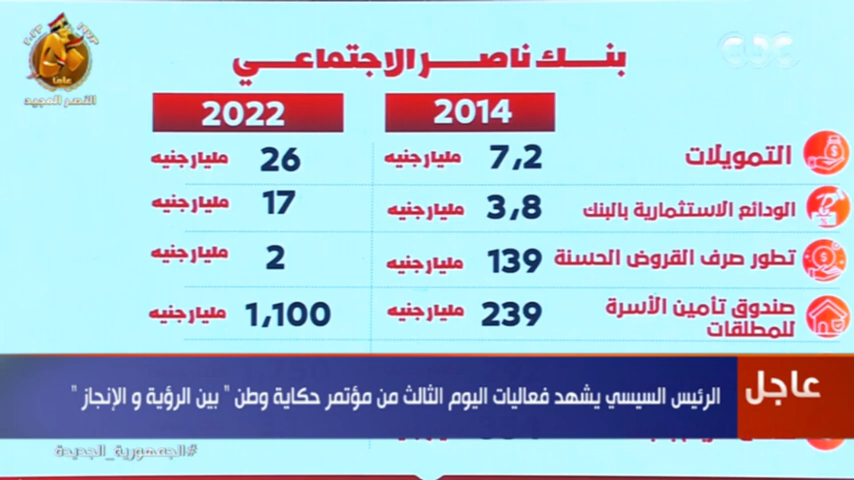 عاما
النصر المجيد
CBC
بنك ناصر الاجتماعي
2014
2022
التمويلات 7,2 مليار جنيه 26 مليار جنيه
الودائع الاستثمارية بالبنك 3,8 مليار جنيه 17 مليار جنيه
تطور صرف القروض الحسنة 139 مليار جنيه 2 مليار جنيه
صندوق تأمين الأسرة
للمطلقات 239 مليار جنيه 1,100 مليار جنيه
عاجل
الرئيس السيسي يشهد فعاليات اليوم الثالث من مؤتمر حكاية وطن " بين الرؤية و الإنجاز "
#الجمهورية_الجديدة